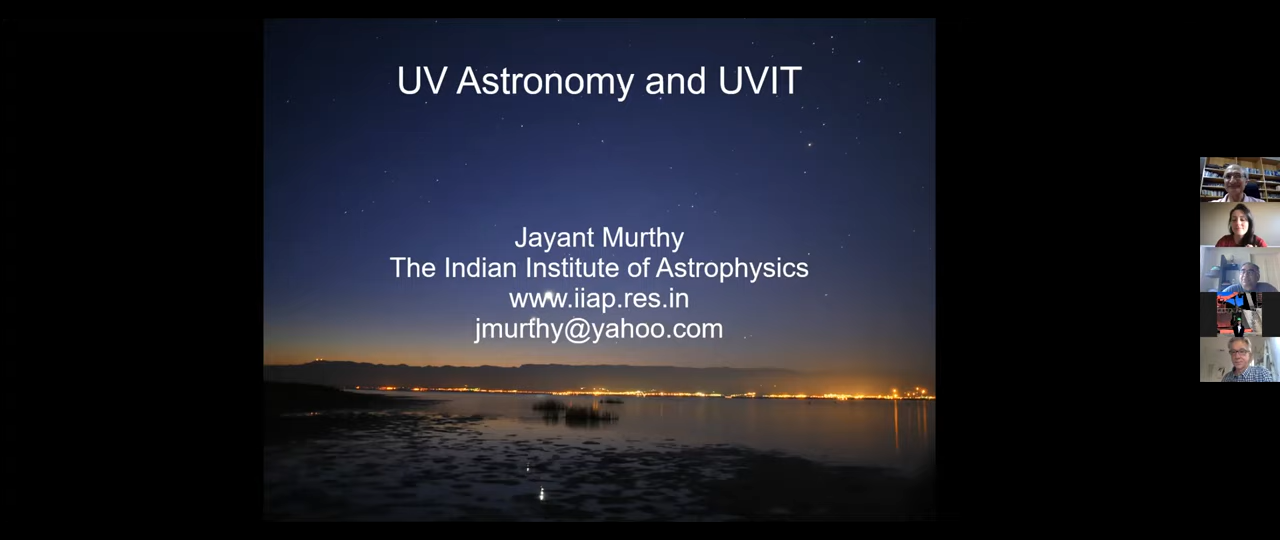 UV Astronomy and UVIT
Jayant Murthy
The Indian Institute of Astrophysics
www.iiap.res.in
jmurthy@yahoo.com